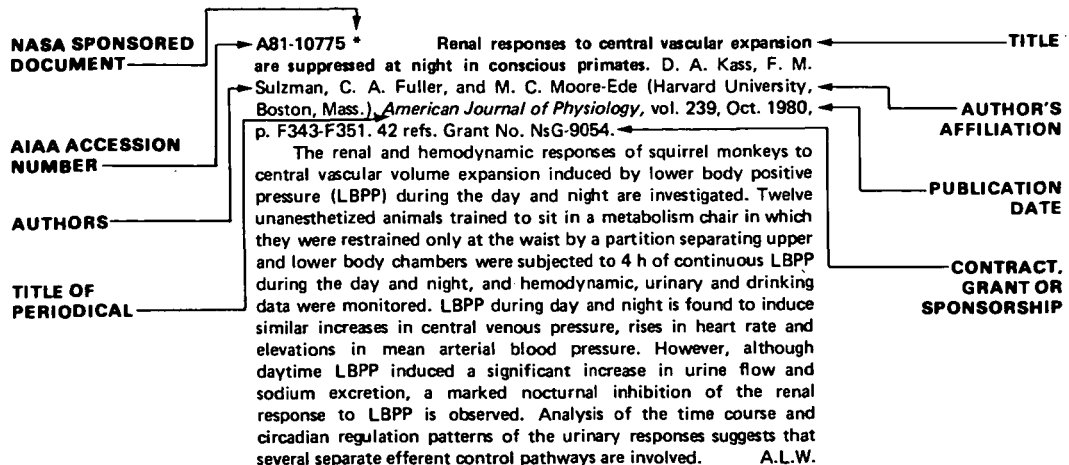 NASA SPONSORED
DOCUMENT
AIAA ACCESSION
NUMBER
AUTHORS
TITLE OF
PERIODICAL
A81-10775 * Renal responses to central vascular expansion
are suppressed at night in conscious primates. D. A. Kass, F. M.
Sulzman, C. A. Fuller, and M. C. Moore-Ede (Harvard University,
Boston, Mass.). American Journal of Physiology, vol. 239, Oct. 1980,
p. F343-F351. 42 refs. Grant No. NsG-9054.
The renal and hemodynamic responses of squirrel monkeys to
central vascular volume expansion induced by lower body positive
pressure (LBPP) during the day and night are investigated. Twelve
unanesthetized animals trained to sit in a metabolism chair in which
they were restrained only at the waist by a partition separating upper
and lower body chambers were subjected to 4 h of continuous LBPP
during the day and night, and hemodynamic, urinary and drinking
data were monitored. LBPP during day and night is found to induce
similar increases in central venous pressure, rises in heart rate and
elevations in mean arterial blood pressure. However, although
daytime LBPP induced a significant increase in urine flow and
sodium excretion, a marked nocturnal inhibition of the renal
response to LBPP is observed. Analysis of the time course and
circadian regulation patterns of the urinary responses suggests that
several separate efferent control pathways are involved. A.L.W.
TITLE
AUTHOR'S
AFFILIATION
PUBLICATION
DATE
CONTRACT,
GRANT OR
SPONSORSHIP